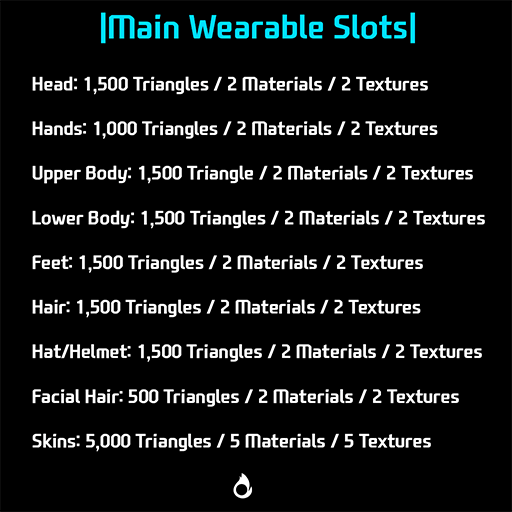 |Main Wearable Slots|
Head: 1,500 Triangles / 2 Materials / 2 Textures
Hands: 1,000 Triangles / 2 Materials / 2 Textures
Upper Body: 1,500 Triangle / 2 Materials / 2 Textures
Lower Body: 1,500 Triangles / 2 Materials / 2 Textures
Feet: 1,500 Triangles / 2 Materials / 2 Textures
Hair: 1,500 Triangles / 2 Materials / 2 Textures
Hat/Helmet: 1,500 Triangles / 2 Materials / 2 Textures
Facial Hair: 500 Triangles / 2 Materials / 2 Textures
Skins: 5,000 Triangles / 5 Materials / 5 Textures